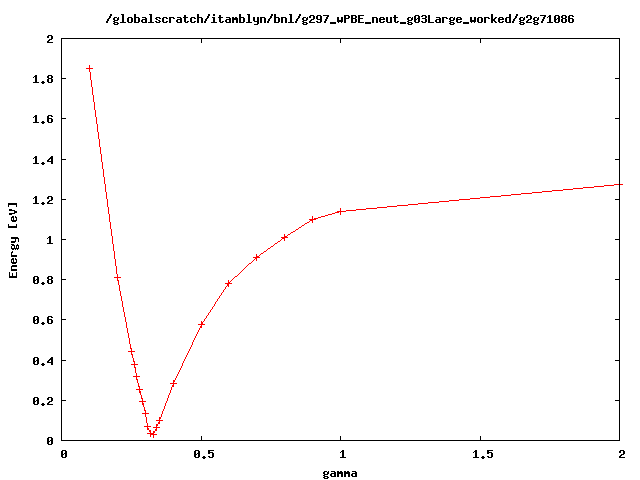 /globalscratch/itamblyn/bnl/g297_wPBE_neut_g03Large_worked/g2g71086
2
1.8
1.6
1.4
1.2
1
0.8
0.6
0.4
0.2
0
Energy [eV]
0 0.5 1 1.5 2
gamma